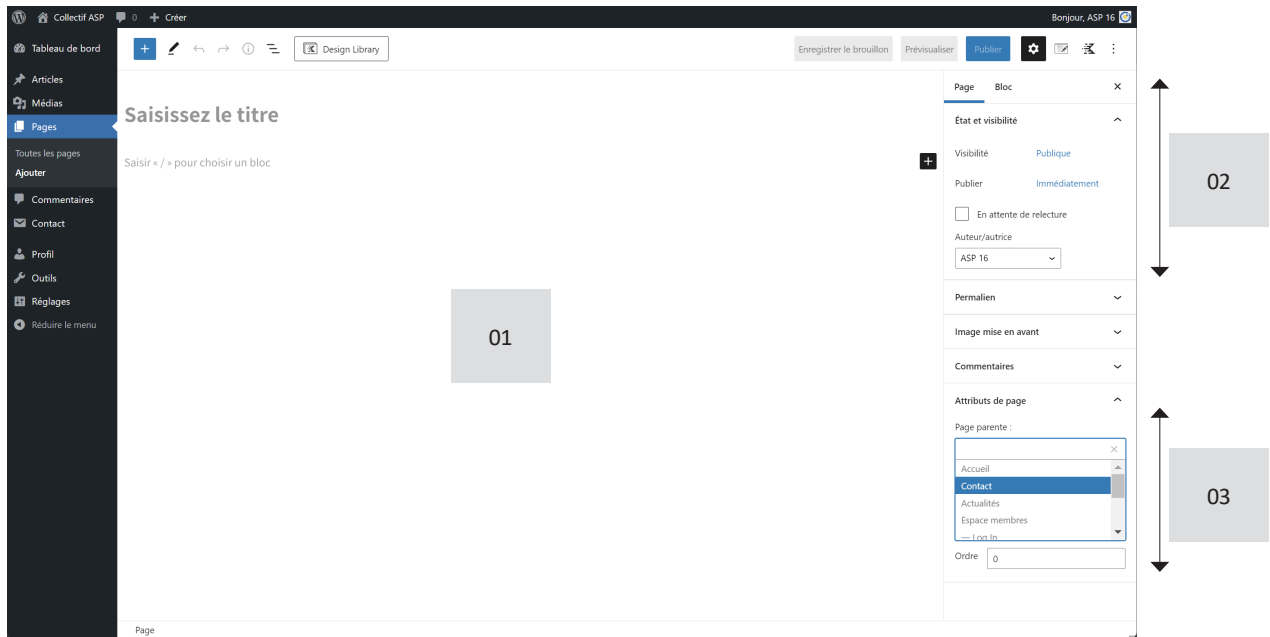 Collectif ASP 0 Créer Bonjour, ASP 16
Tableau de bord
Articles
Médias
Pages
Toutes les pages
Ajouter
Commentaires
Contact
Profil
Outils
Réglages
Réduire le menu
Design Library Enregistrer le brouillon Prévisualiser Publier
Saisissez le titre
Saisir « / » pour choisir un bloc
01
Page Bloc
État et visibilité
Visibilité Publique
Publier Immédiatement
En attente de relecture
Auteur/autrice
ASP 16
Permalien
Image mise en avant
Commentaires
Attributs de page
Page parente :
Accueil
Contact
Actualités
Espace membres
— Log In
Ordre 0
02
03
Page